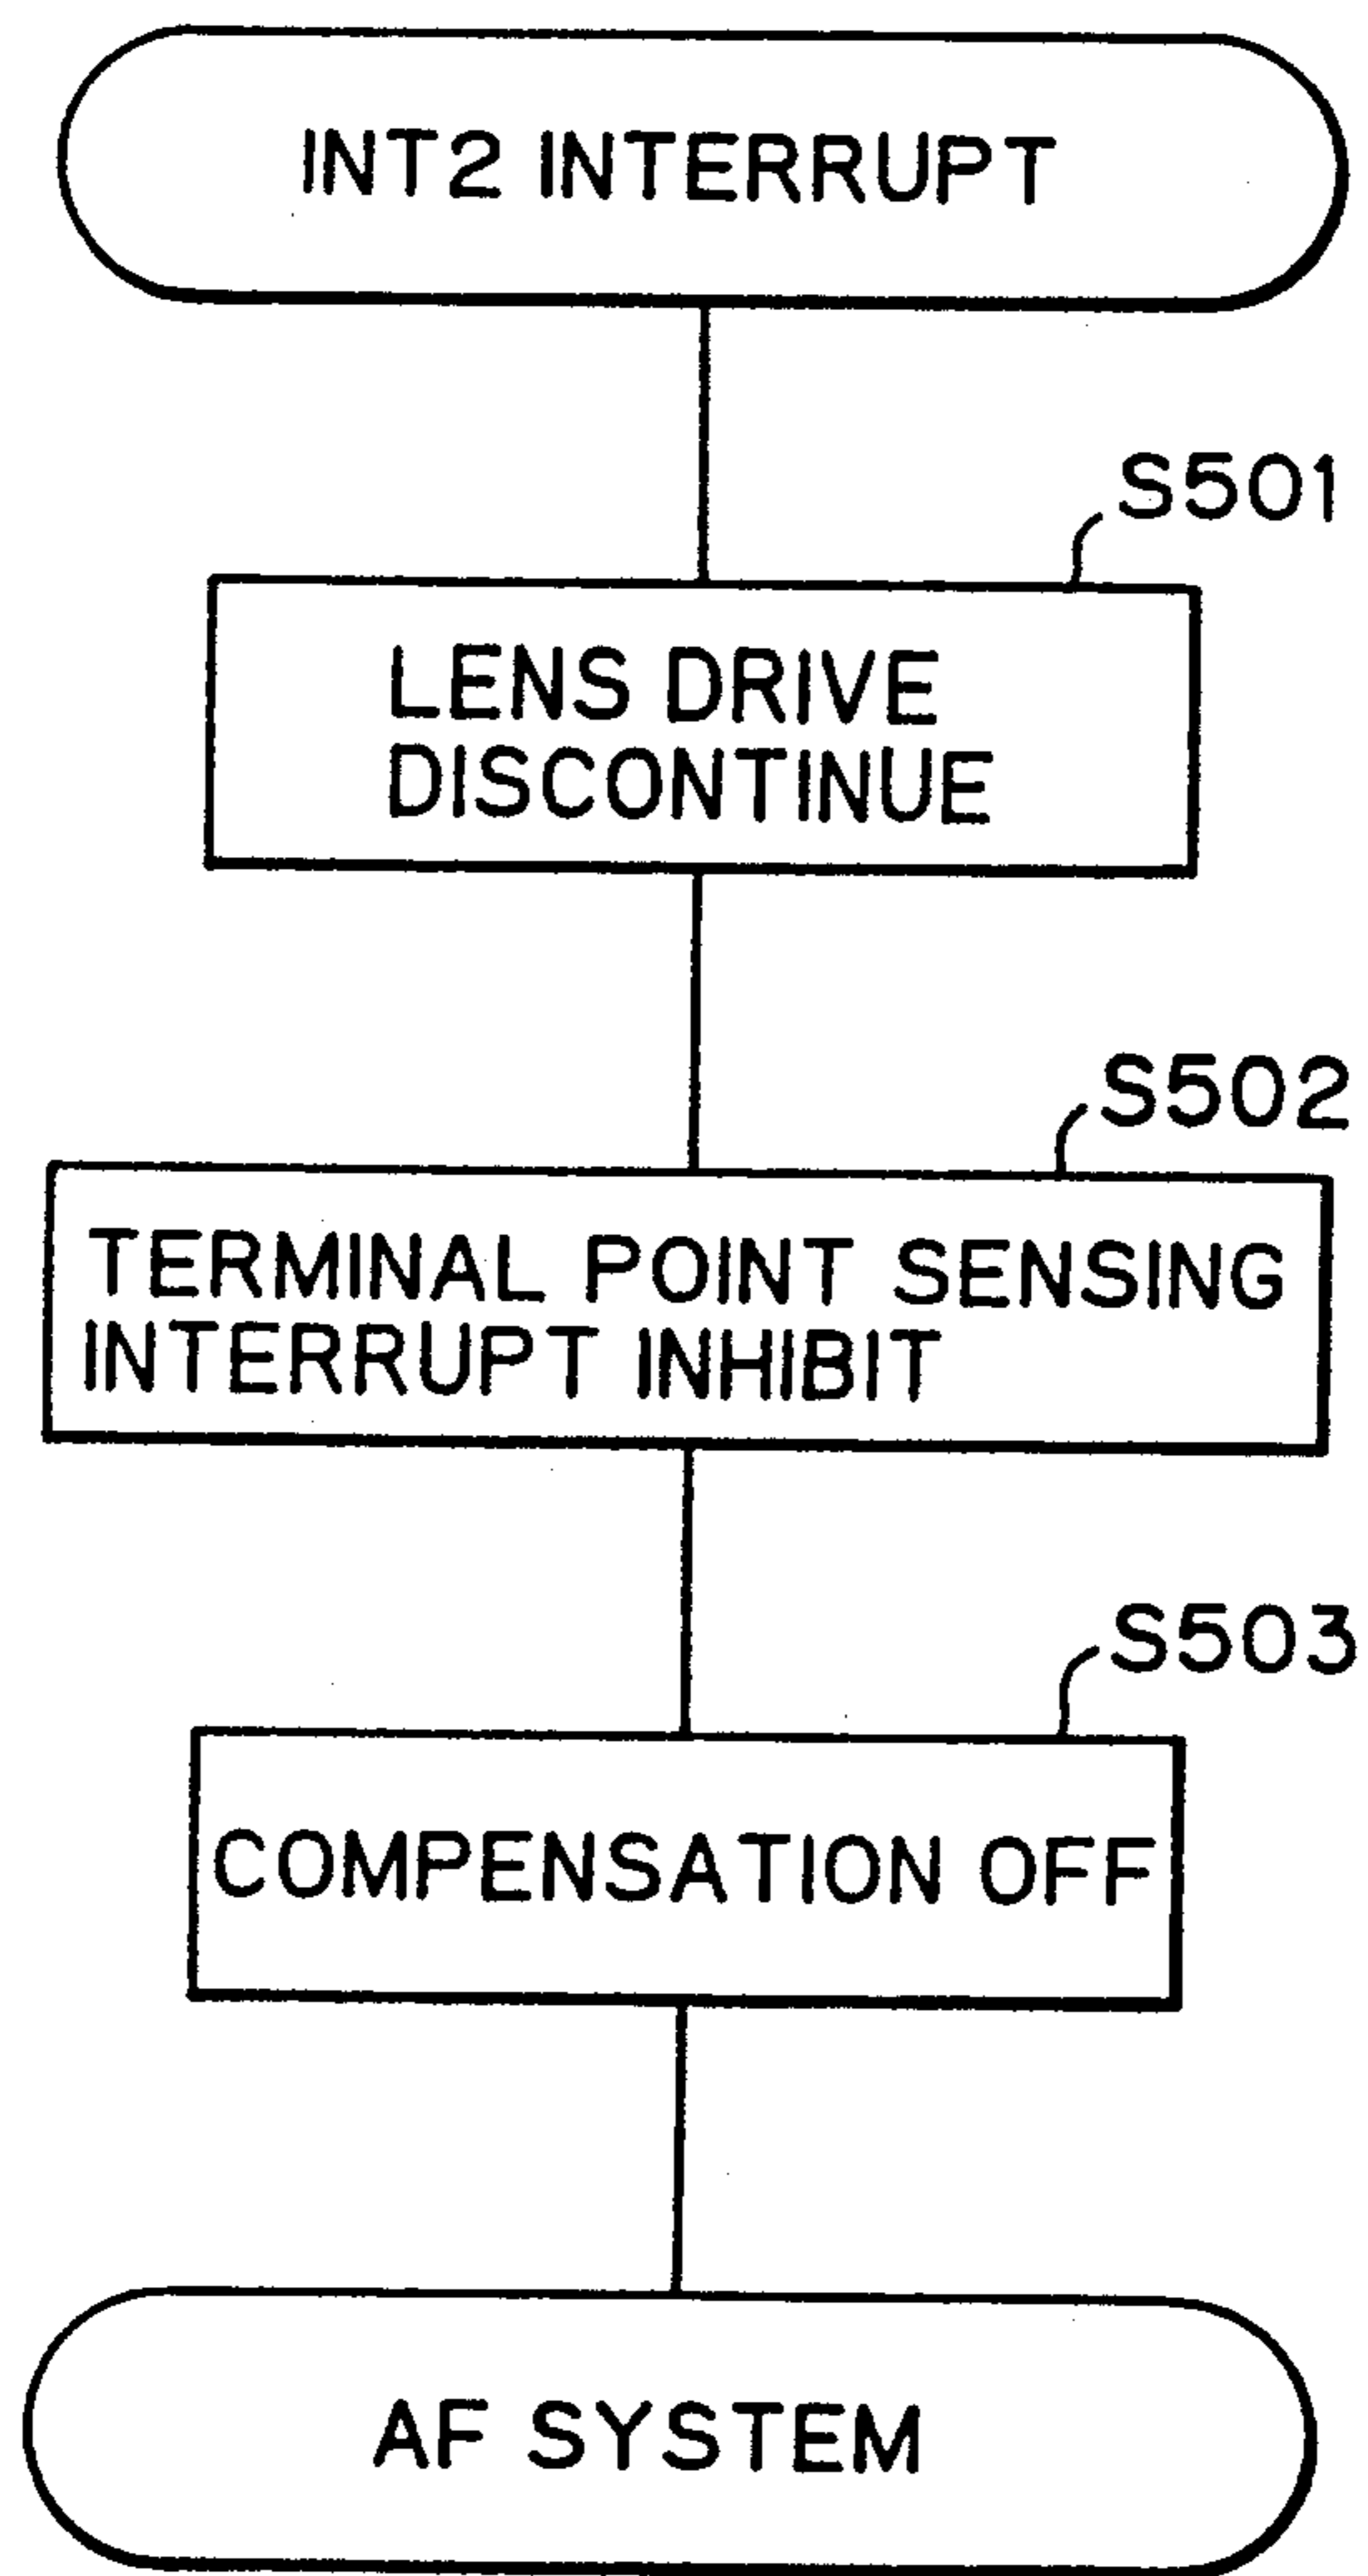 INT2 INTERRUPT
S501
LENS DRIVE
DISCONTINUE
S502
TERMINAL POINT SENSING
INTERRUPT INHIBIT
S503
COMPENSATION OFF
AF SYSTEM